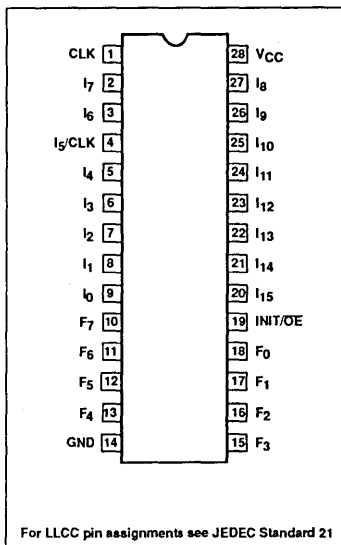 CLK 1 28 VCC
I7 2 27 I8
I6 3 26 I9
I5/CLK 4 25 I10
I4 5 24 I11
I3 6 23 I12
I2 7 22 I13
I1 8 21 I14
I0 9 20 I15
F7 10 19 INIT/OE
F6 11 18 F0
F5 12 17 F1
F4 13 16 F2
GND 14 15 F3
For LLCC pin assignments see JEDEC Standard 21